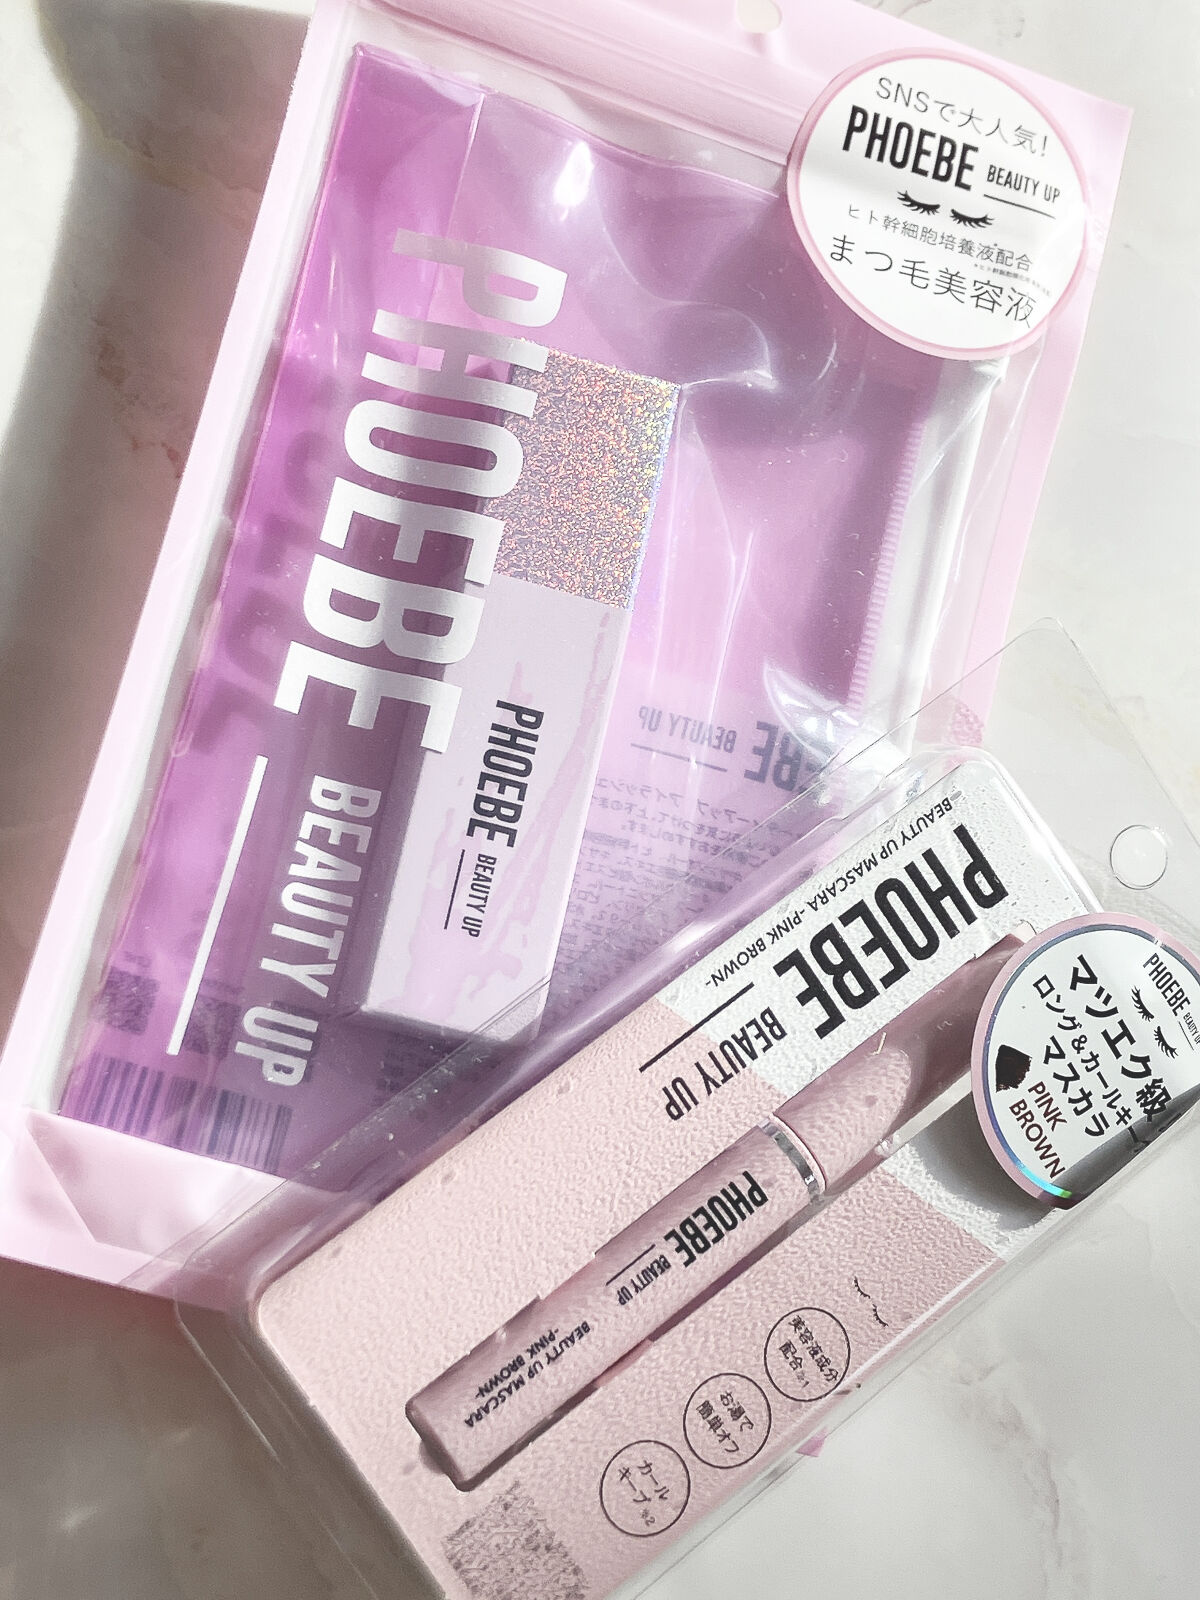 SNSで大人気!
PHOEBE BEAUTY UP
ヒト幹細胞培養液配合
まつ毛美容液
PHOEBE BEAUTY UP
PHOEBE BEAUTY UP
BEAUTY UP
PHOEBE BEAUTY UP
BEAUTY UP MASCARA -PINK BROWN-
PHOEBE BEAUTY UP
マツエク級
ロング&カールキー
マスカラ
PINK
BROWN
PHOEBE
BEAUTY UP
BEAUTY UP MASCARA
-PINK BROWN-
美容液成分
配合※1
お湯で
簡単オフ
カール
キープ※2